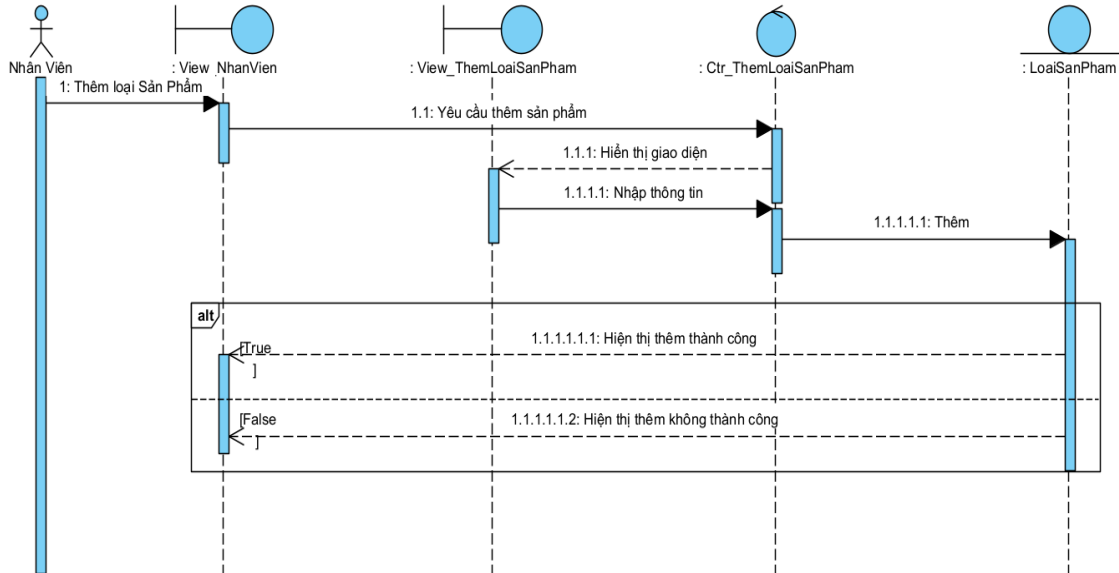 Nhân Viên
: View_NhanVien
: View_ThemLoaiSanPham
: Ctr_ThemLoaiSanPham
: LoaiSanPham
1: Thêm loại Sản Phẩm
1.1: Yêu cầu thêm sản phẩm
1.1.1: Hiển thị giao diện
1.1.1.1: Nhập thông tin
1.1.1.1.1: Thêm
alt
1.1.1.1.1.1: Hiện thị thêm thành công
[True
]
1.1.1.1.1.2: Hiện thị thêm không thành công
[False
]